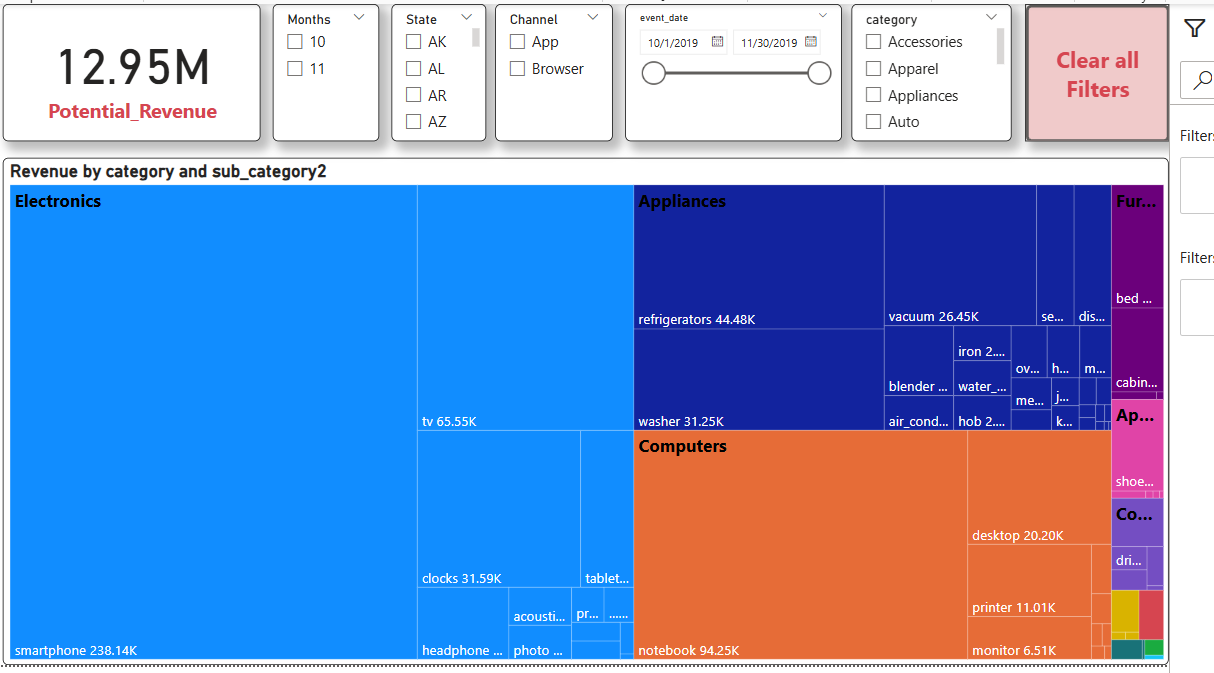 12.95M
Potential_Revenue
Months
10
11
State
AK
AL
AR
AZ
Channel
App
Browser
event_date
10/1/2019
11/30/2019
category
Accessories
Apparel
Appliances
Auto
Clear all
Filters
Filter
Filter
Revenue by category and sub_category2
Electronics
smartphone 238.14K
tv 65.55K
clocks 31.59K
tablet...
headphone ...
acousti...
photo ...
pr...
......
Appliances
refrigerators 44.48K
washer 31.25K
vacuum 26.45K
se...
dis...
blender ...
air_cond...
iron 2....
water_...
hob 2....
ov...
h...
m...
me...
j...
k...
Computers
notebook 94.25K
desktop 20.20K
printer 11.01K
monitor 6.51K
Fur...
bed ...
cabin...
Ap...
shoe...
Co...
dri...